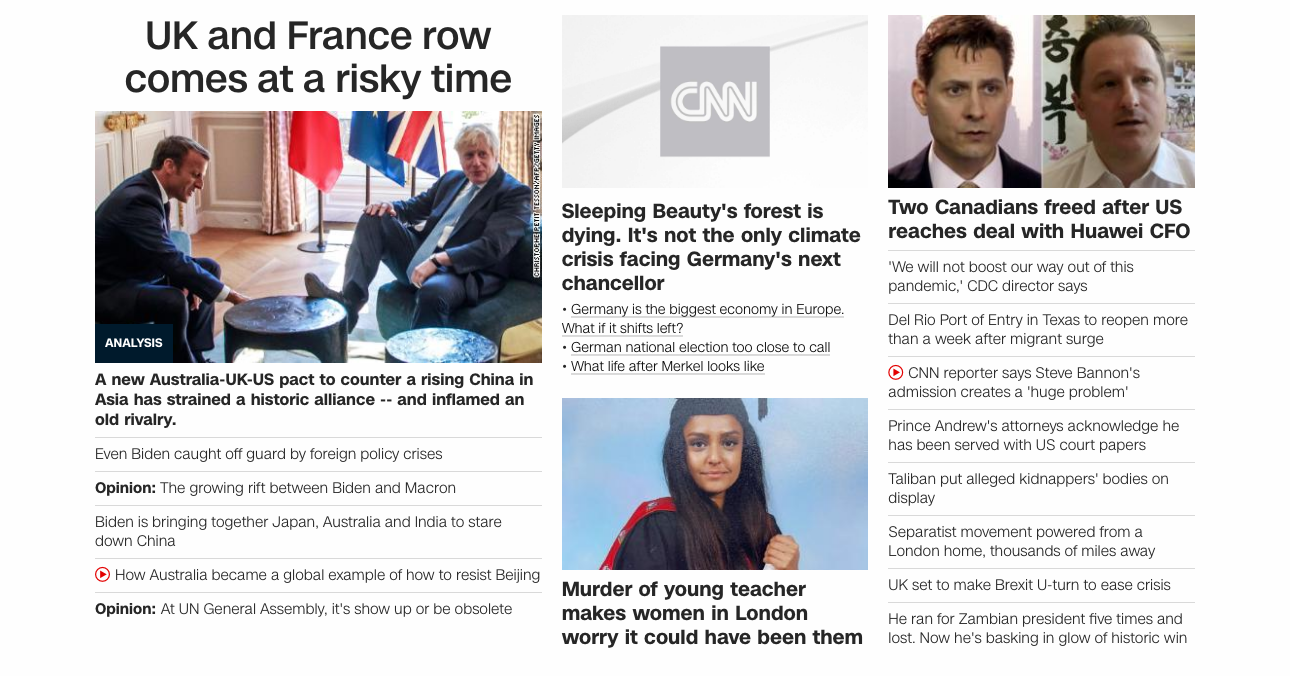 UK and France row
comes at a risky time
CHRISTOPHE PETIT TESSON/AFP/GETTY IMAGES
ANALYSIS
A new Australia-UK-US pact to counter a rising China in
Asia has strained a historic alliance -- and inflamed an
old rivalry.
Even Biden caught off guard by foreign policy crises
Opinion: The growing rift between Biden and Macron
Biden is bringing together Japan, Australia and India to stare
down China
How Australia became a global example of how to resist Beijing
Opinion: At UN General Assembly, it's show up or be obsolete
CNN
Sleeping Beauty's forest is
dying. It's not the only climate
crisis facing Germany's next
chancellor
• Germany is the biggest economy in Europe.
What if it shifts left?
• German national election too close to call
• What life after Merkel looks like
Murder of young teacher
makes women in London
worry it could have been them
충
복
Two Canadians freed after US
reaches deal with Huawei CFO
'We will not boost our way out of this
pandemic,' CDC director says
Del Rio Port of Entry in Texas to reopen more
than a week after migrant surge
CNN reporter says Steve Bannon's
admission creates a 'huge problem'
Prince Andrew's attorneys acknowledge he
has been served with US court papers
Taliban put alleged kidnappers' bodies on
display
Separatist movement powered from a
London home, thousands of miles away
UK set to make Brexit U-turn to ease crisis
He ran for Zambian president five times and
lost. Now he's basking in glow of historic win